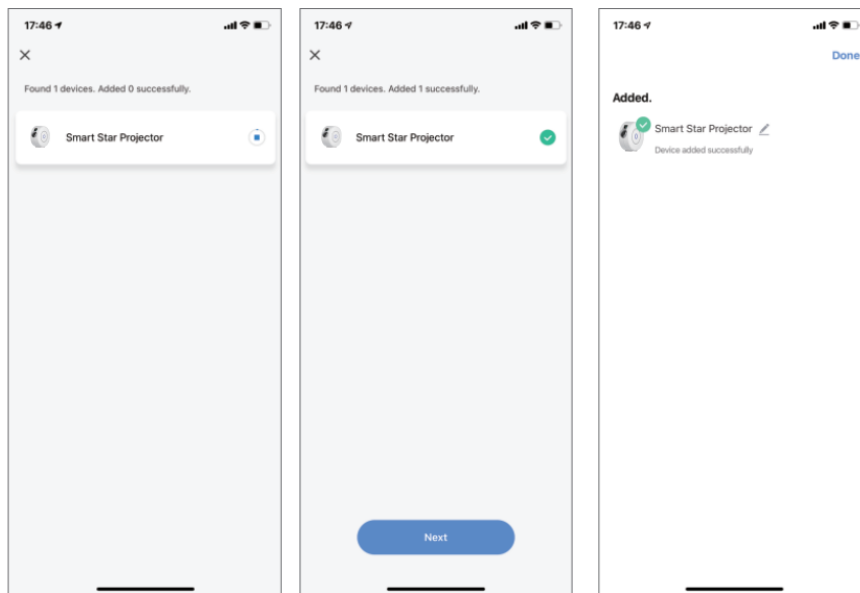 17:46
Found 1 devices. Added 0 successfully.
Smart Star Projector
17:46
Found 1 devices. Added 1 successfully.
Smart Star Projector
Next
17:46
Done
Added.
Smart Star Projector
Device added successfully